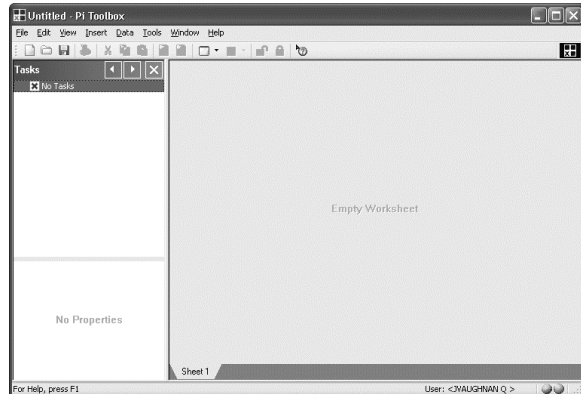 Untitled - Pi Toolbox
File Edit View Insert Data Tools Window Help
Tasks
No Tasks
Empty Worksheet
No Properties
Sheet 1
For Help, press F1
User: <JVAUGHNAN Q >